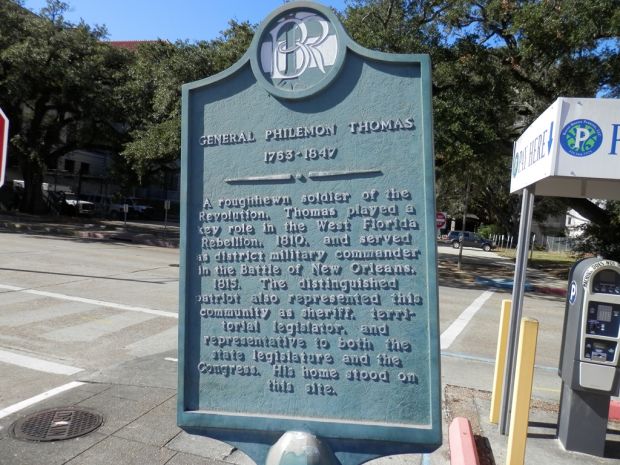 BR
GENERAL PHILEMON THOMAS
1763-1847
A roughhewn soldier of the
Revolution, Thomas played a
key role in the West Florida
Rebellion, 1810, and served
as district military commander
in the Battle of New Orleans,
1815. The distinguished
patriot also represented this
community as sheriff, terri-
torial legislator, and
representative to both the
state legislature and the
Congress. His home stood on
this site.
PAY HERE
P